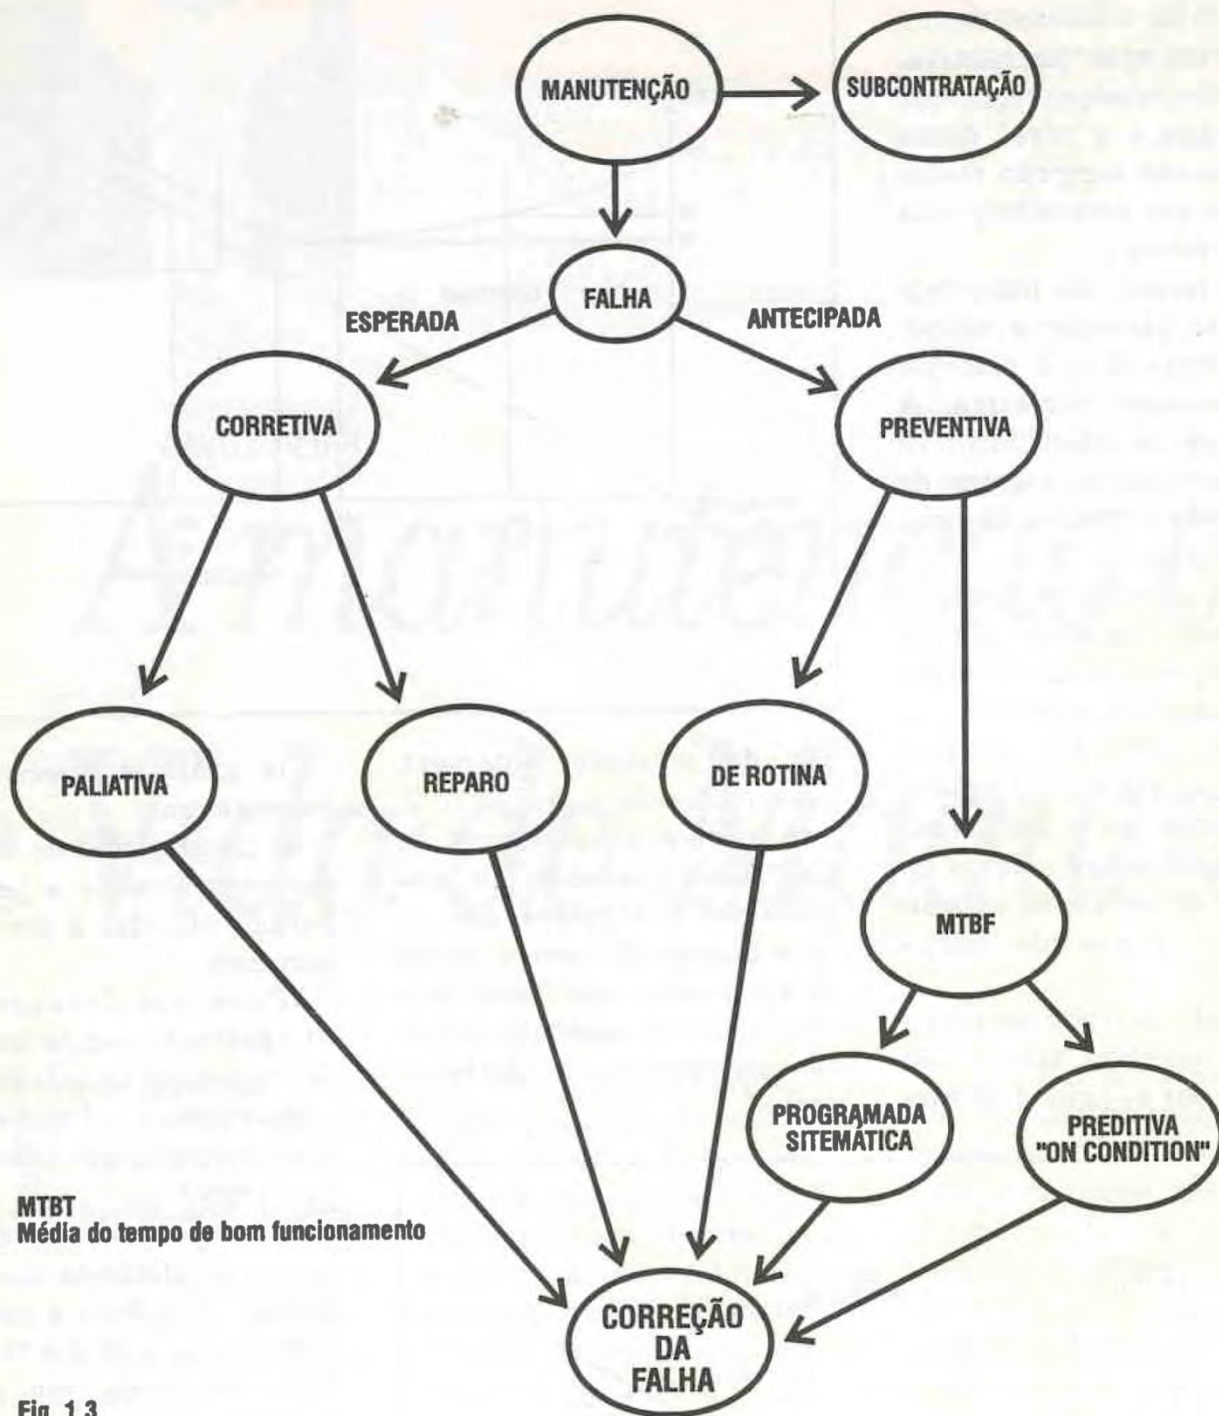 MANUTENÇÃO
SUBCONTRATAÇÃO
FALHA
ESPERADA
ANTECIPADA
CORRETIVA
PREVENTIVA
PALIATIVA
REPARO
DE ROTINA
MTBF
PROGRAMADA
SITEMÁTICA
PREDITIVA
"ON CONDITION"
MTBT
Média do tempo de bom funcionamento
CORREÇÃO
DA
FALHA
Fig. 1.3